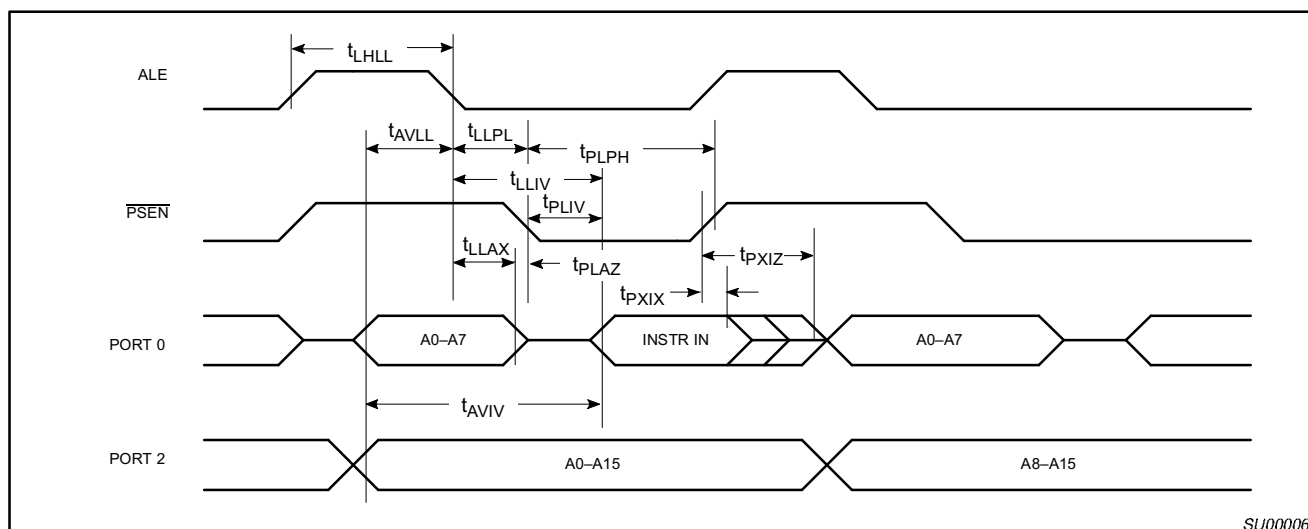 ALE
tLHLL
tAVLL
tLLPL
tPLPH
tLLIV
PSEN
tPLIV
tLLAX
tPLAZ
tPXIZ
tPXIX
PORT 0
A0–A7
INSTR IN
A0–A7
tAVIV
PORT 2
A0–A15
A8–A15
SU00006